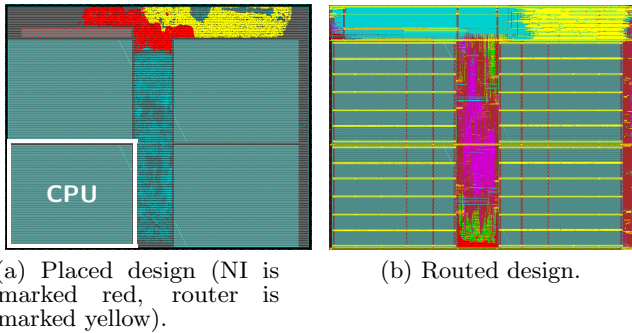 CPU
(a) Placed design (NI is
marked red, router is
marked yellow).
(b) Routed design.